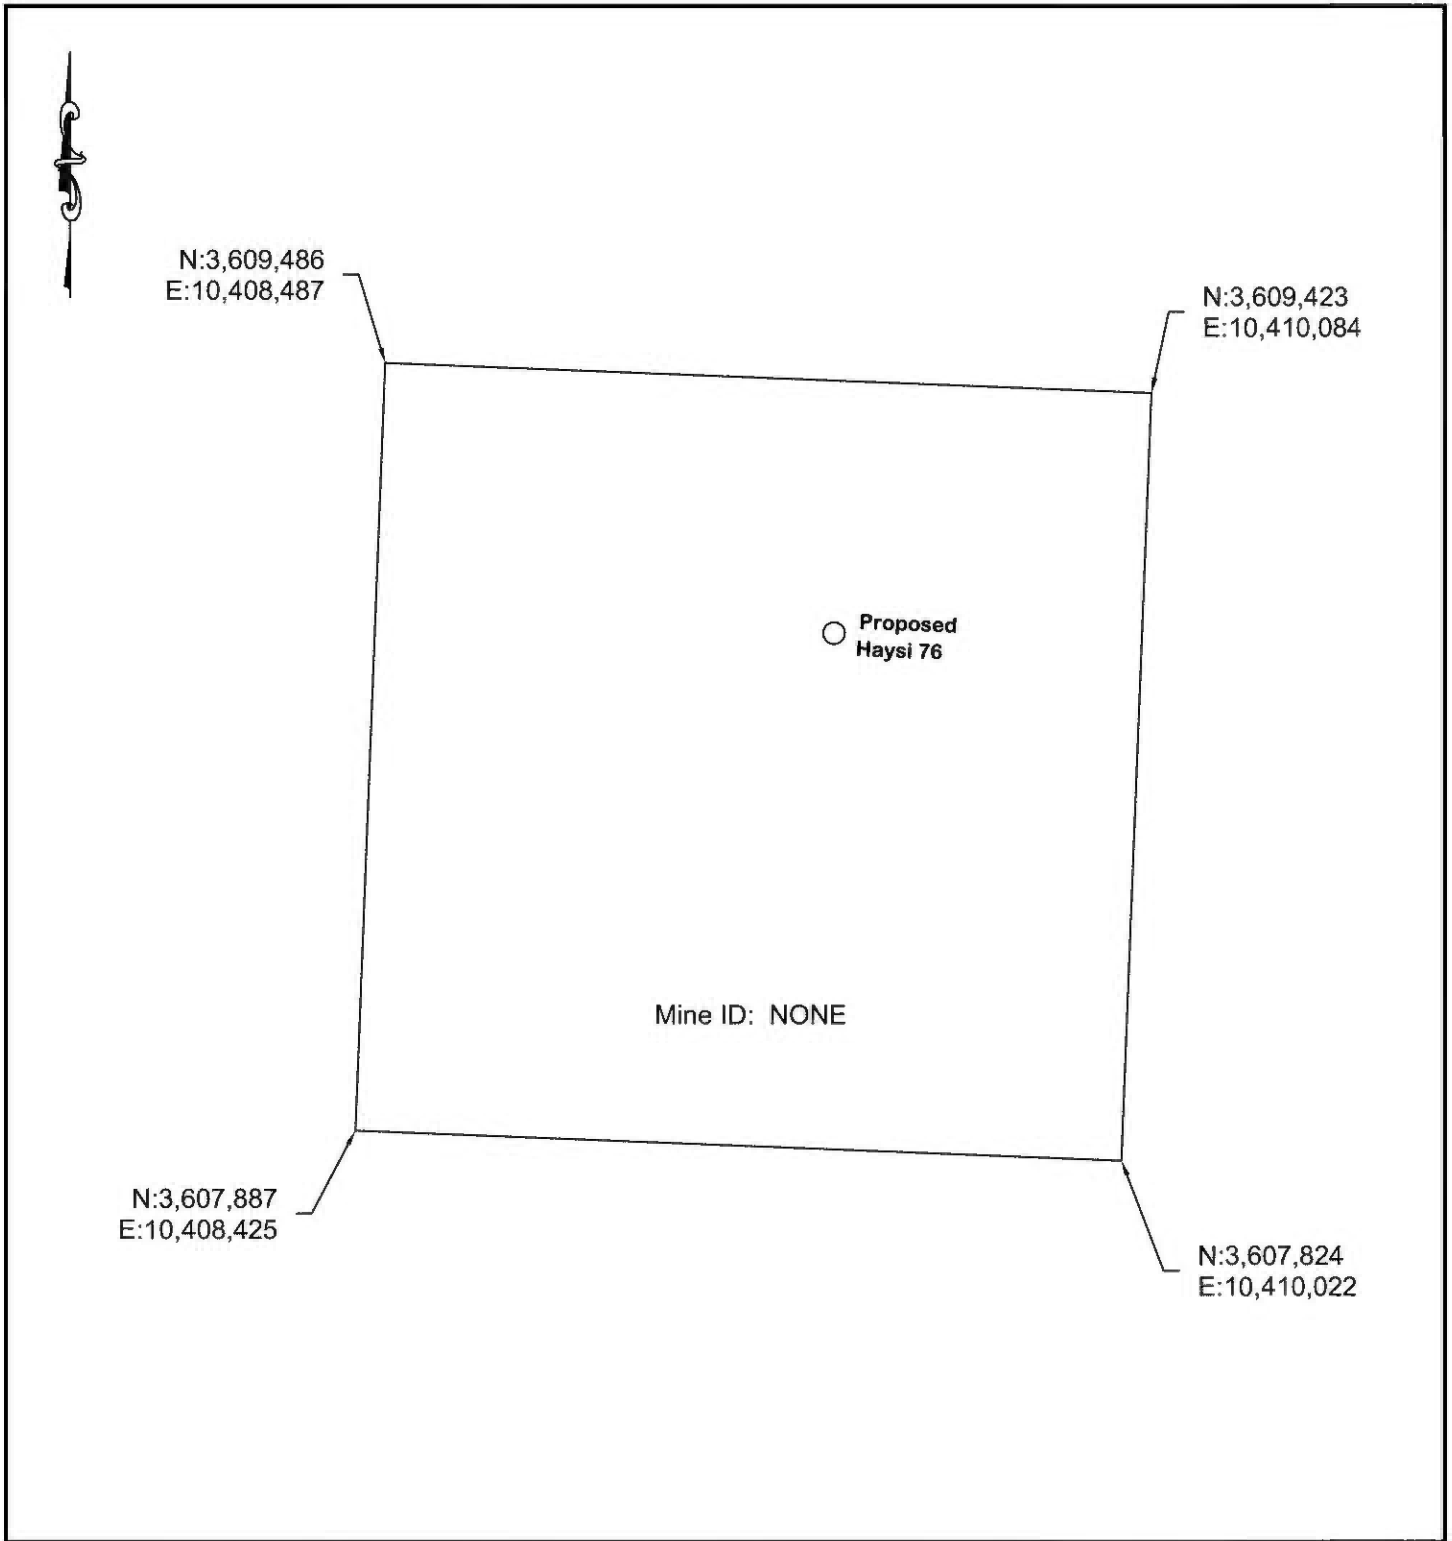 N:3,609,486
E:10,408,487
N:3,609,423
E:10,410,084
Proposed
Haysi 76
Mine ID: NONE
N:3,607,887
E:10,408,425
N:3,607,824
E:10,410,022